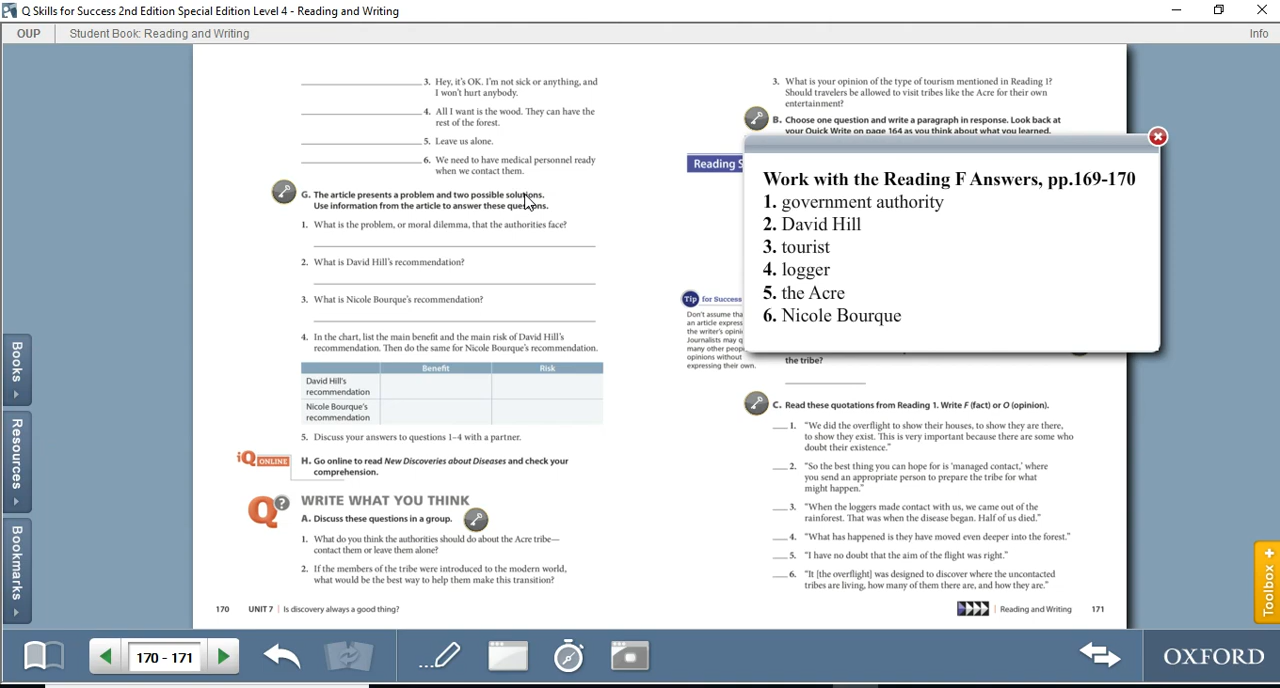 Q Skills for Success 2nd Edition Special Edition Level 4 - Reading and Writing
OUP
Student Book: Reading and Writing
Info
3. Hey, it's OK. I'm not sick or anything, and
I won't hurt anybody.
4. All I want is the wood. They can have the
rest of the forest.
5. Leave us alone.
6. We need to have medical personnel ready
when we contact them.
G. The article presents a problem and two possible solutions.
Use information from the article to answer these questions.
1. What is the problem, or moral dilemma, that the authorities face?
2. What is David Hill's recommendation?
3. What is Nicole Bourque's recommendation?
4. In the chart, list the main benefit and the main risk of David Hill's
recommendation. Then do the same for Nicole Bourque's recommendation.
Benefit Risk
David Hill's
recommendation
Nicole Bourque's
recommendation
5. Discuss your answers to questions 1–4 with a partner.
iQ ONLINE
H. Go online to read New Discoveries about Diseases and check your
comprehension.
Q?
WRITE WHAT YOU THINK
A. Discuss these questions in a group.
1. What do you think the authorities should do about the Acre tribe—
contact them or leave them alone?
2. If the members of the tribe were introduced to the modern world,
what would be the best way to help them make this transition?
170 UNIT 7 | Is discovery always a good thing?
3. What is your opinion of the type of tourism mentioned in Reading 1?
Should travelers be allowed to visit tribes like the Acre for their own
entertainment?
B. Choose one question and write a paragraph in response. Look back at
your Quick Write on page 164 as you think about what you learned.
Reading S
Work with the Reading F Answers, pp.169-170
1. government authority
2. David Hill
3. tourist
4. logger
5. the Acre
6. Nicole Bourque
Tip for Success
Don't assume tha
an article express
the writer's opini
Journalists may q
many other peop
opinions without
expressing their own.
the tribe?
C. Read these quotations from Reading 1. Write F (fact) or O (opinion).
1. "We did the overflight to show their houses, to show they are there,
to show they exist. This is very important because there are some who
doubt their existence."
2. "So the best thing you can hope for is 'managed contact,' where
you send an appropriate person to prepare the tribe for what
might happen."
3. "When the loggers made contact with us, we came out of the
rainforest. That was when the disease began. Half of us died."
4. "What has happened is they have moved even deeper into the forest."
5. "I have no doubt that the aim of the flight was right."
6. "It [the overflight] was designed to discover where the uncontacted
tribes are living, how many of them there are, and how they are."
Reading and Writing 171
Books
Resources
Bookmarks
Toolbox
170 - 171
OXFORD